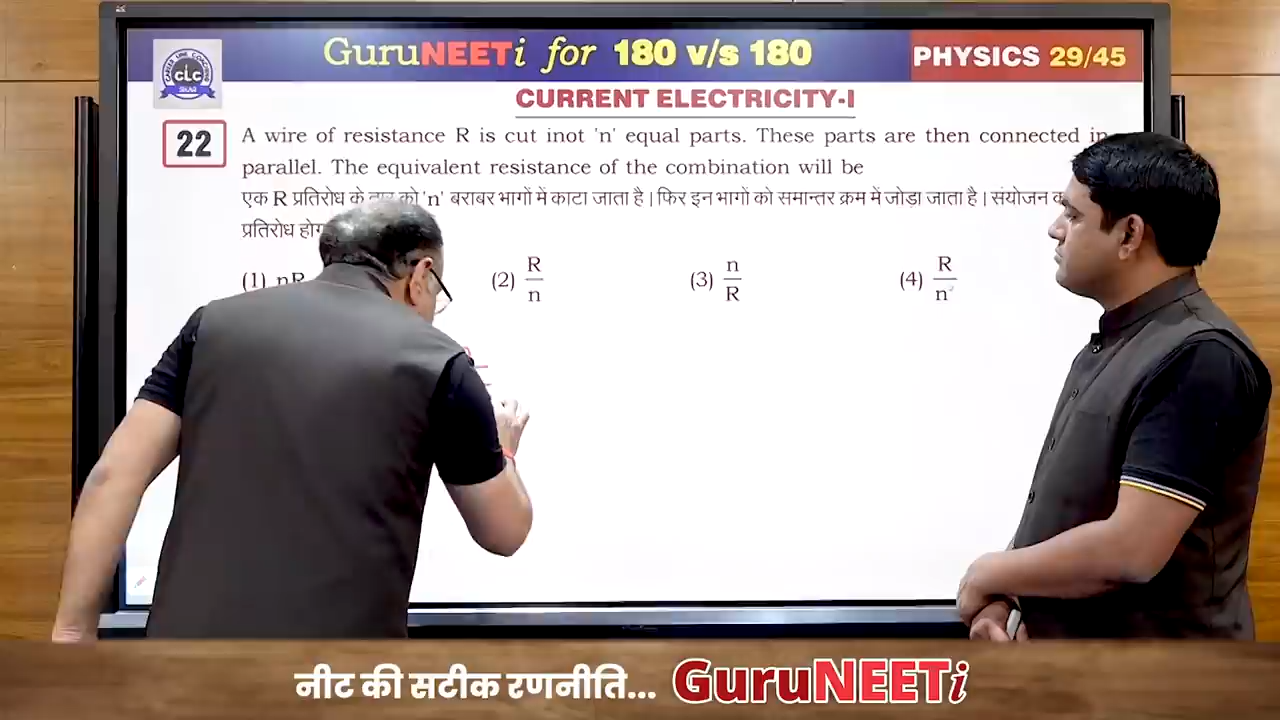 GuruNEETi for 180 v/s 180
PHYSICS 29/45
CLC
SIKAR
CURRENT ELECTRICITY-I
22
A wire of resistance R is cut inot 'n' equal parts. These parts are then connected in
parallel. The equivalent resistance of the combination will be
एक R प्रतिरोध के तार को 'n' बराबर भागों में काटा जाता है। फिर इन भागों को समान्तर क्रम में जोड़ा जाता है। संयोजन
प्रतिरोध
(1) nR (2) R/n (3) n/R (4) R/n²
नीट की सटीक रणनीति... GuruNEETi